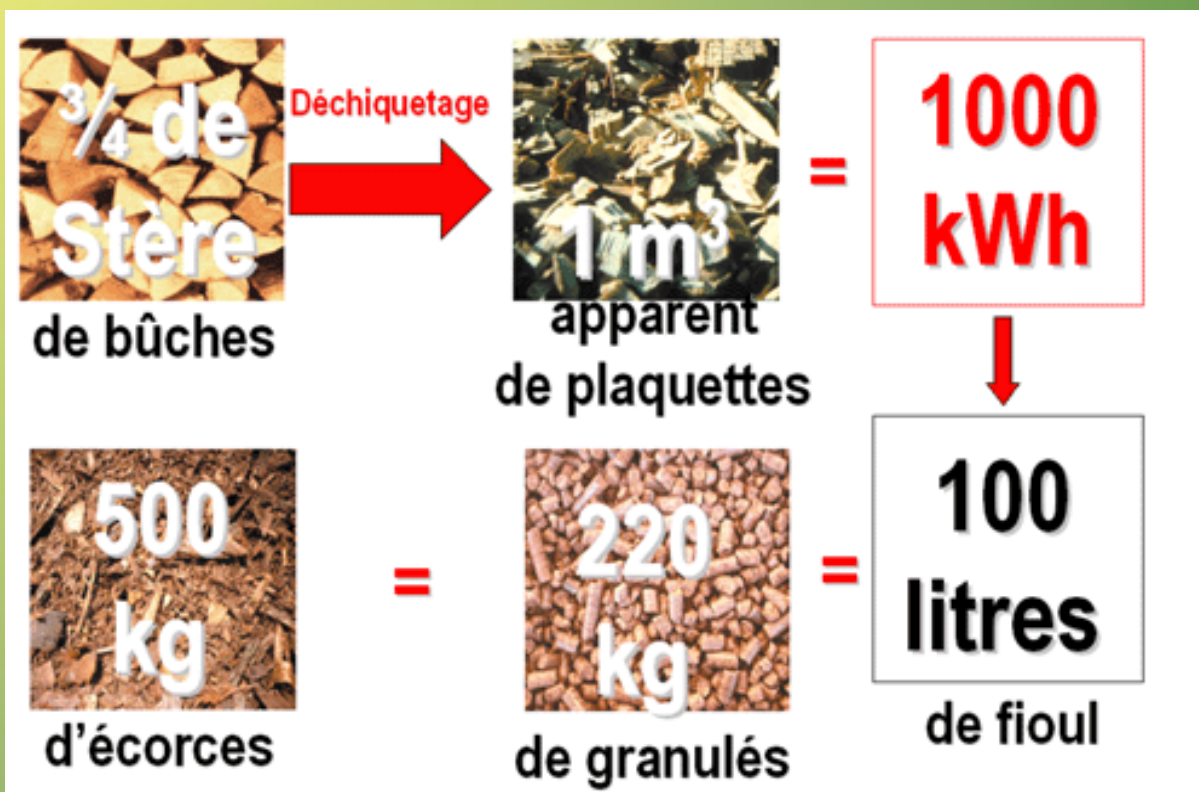 ¾ de
Stère
de bûches
Déchiquetage
1 m³
apparent
de plaquettes
=
1000
kWh
500
kg
d'écorces
=
220
kg
de granulés
=
100
litres
de fioul